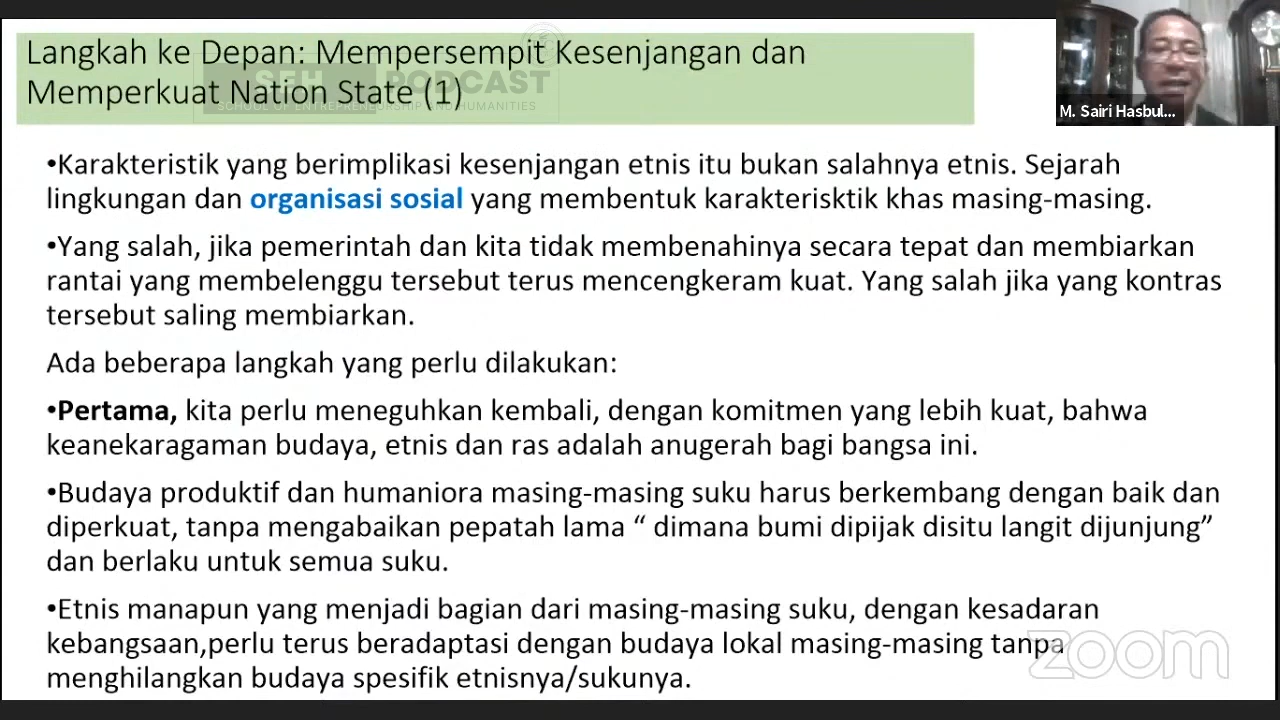 Langkah ke Depan: Mempersempit Kesenjangan dan
Memperkuat Nation State (1)
SEH PODCAST
SCHOOL OF ENTREPRENEURSHIP AND HUMANITIES
M. Sairi Hasbul...
•Karakteristik yang berimplikasi kesenjangan etnis itu bukan salahnya etnis. Sejarah
lingkungan dan organisasi sosial yang membentuk karakterisktik khas masing-masing.
•Yang salah, jika pemerintah dan kita tidak membenahinya secara tepat dan membiarkan
rantai yang membelenggu tersebut terus mencengkeram kuat. Yang salah jika yang kontras
tersebut saling membiarkan.
Ada beberapa langkah yang perlu dilakukan:
•Pertama, kita perlu meneguhkan kembali, dengan komitmen yang lebih kuat, bahwa
keanekaragaman budaya, etnis dan ras adalah anugerah bagi bangsa ini.
•Budaya produktif dan humaniora masing-masing suku harus berkembang dengan baik dan
diperkuat, tanpa mengabaikan pepatah lama “ dimana bumi dipijak disitu langit dijunjung”
dan berlaku untuk semua suku.
•Etnis manapun yang menjadi bagian dari masing-masing suku, dengan kesadaran
kebangsaan,perlu terus beradaptasi dengan budaya lokal masing-masing tanpa
menghilangkan budaya spesifik etnisnya/sukunya.
zoom